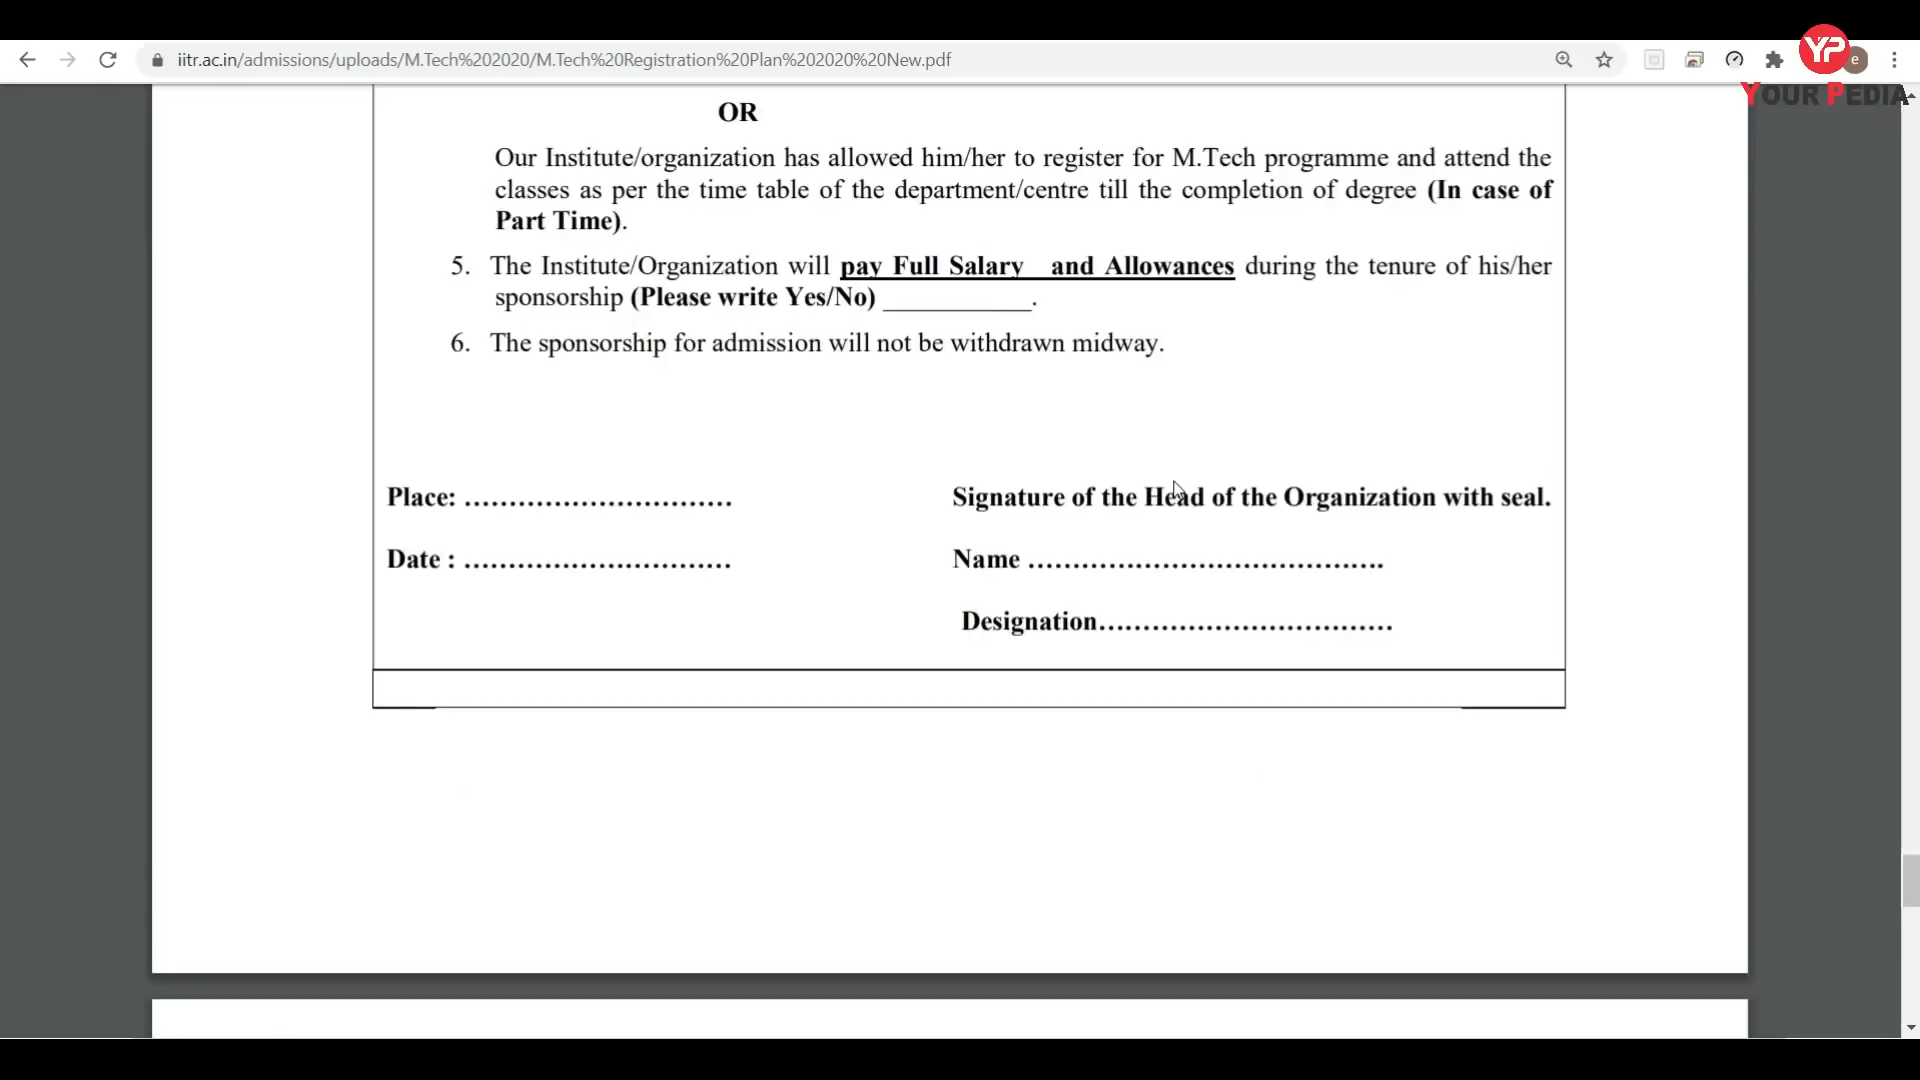 iitr.ac.in/admissions/uploads/M.Tech%202020/M.Tech%20Registration%20Plan%202020%20New.pdf
YP
e
YOUR PEDIA
OR
Our Institute/organization has allowed him/her to register for M.Tech programme and attend the
classes as per the time table of the department/centre till the completion of degree (In case of
Part Time).
5. The Institute/Organization will pay Full Salary and Allowances during the tenure of his/her
sponsorship (Please write Yes/No) ___________.
6. The sponsorship for admission will not be withdrawn midway.
Place: ………………………… Signature of the Head of the Organization with seal.
Date : ………………………… Name ………………………………….
Designation……………………………